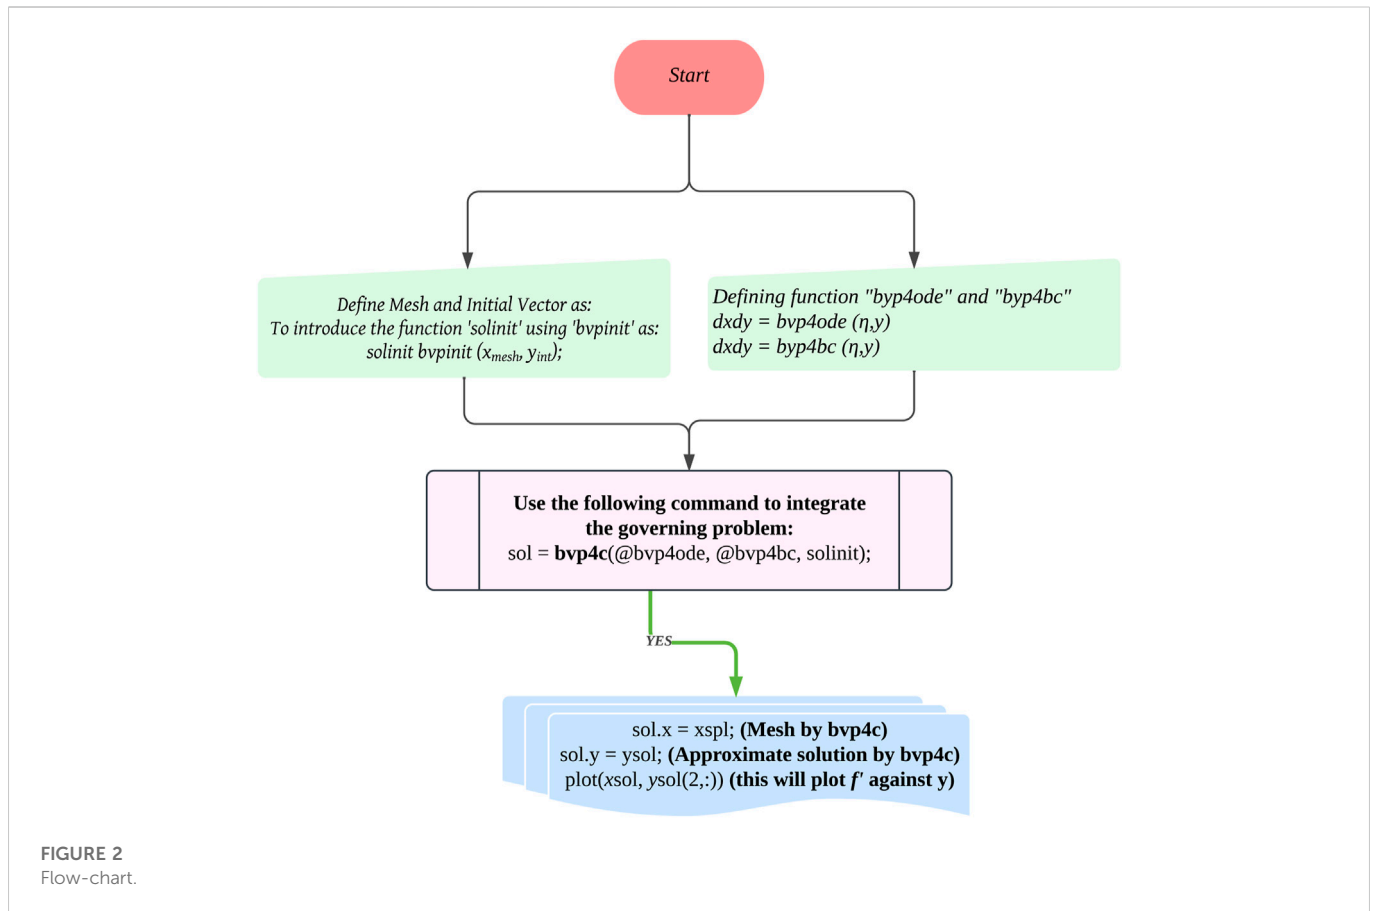 Start
Define Mesh and Initial Vector as:
To introduce the function 'solinit' using 'bvpinit' as:
solinit bvpinit (x_mesh, y_int);
Defining function "byp4ode" and "byp4bc"
dxdy = bvp4ode (η,y)
dxdy = byp4bc (η,y)
Use the following command to integrate
the governing problem:
sol = bvp4c(@bvp4ode, @bvp4bc, solinit);
YES
sol.x = xspl; (Mesh by bvp4c)
sol.y = ysol; (Approximate solution by bvp4c)
plot(xsol, ysol(2,:)) (this will plot f' against y)
FIGURE 2
Flow-chart.